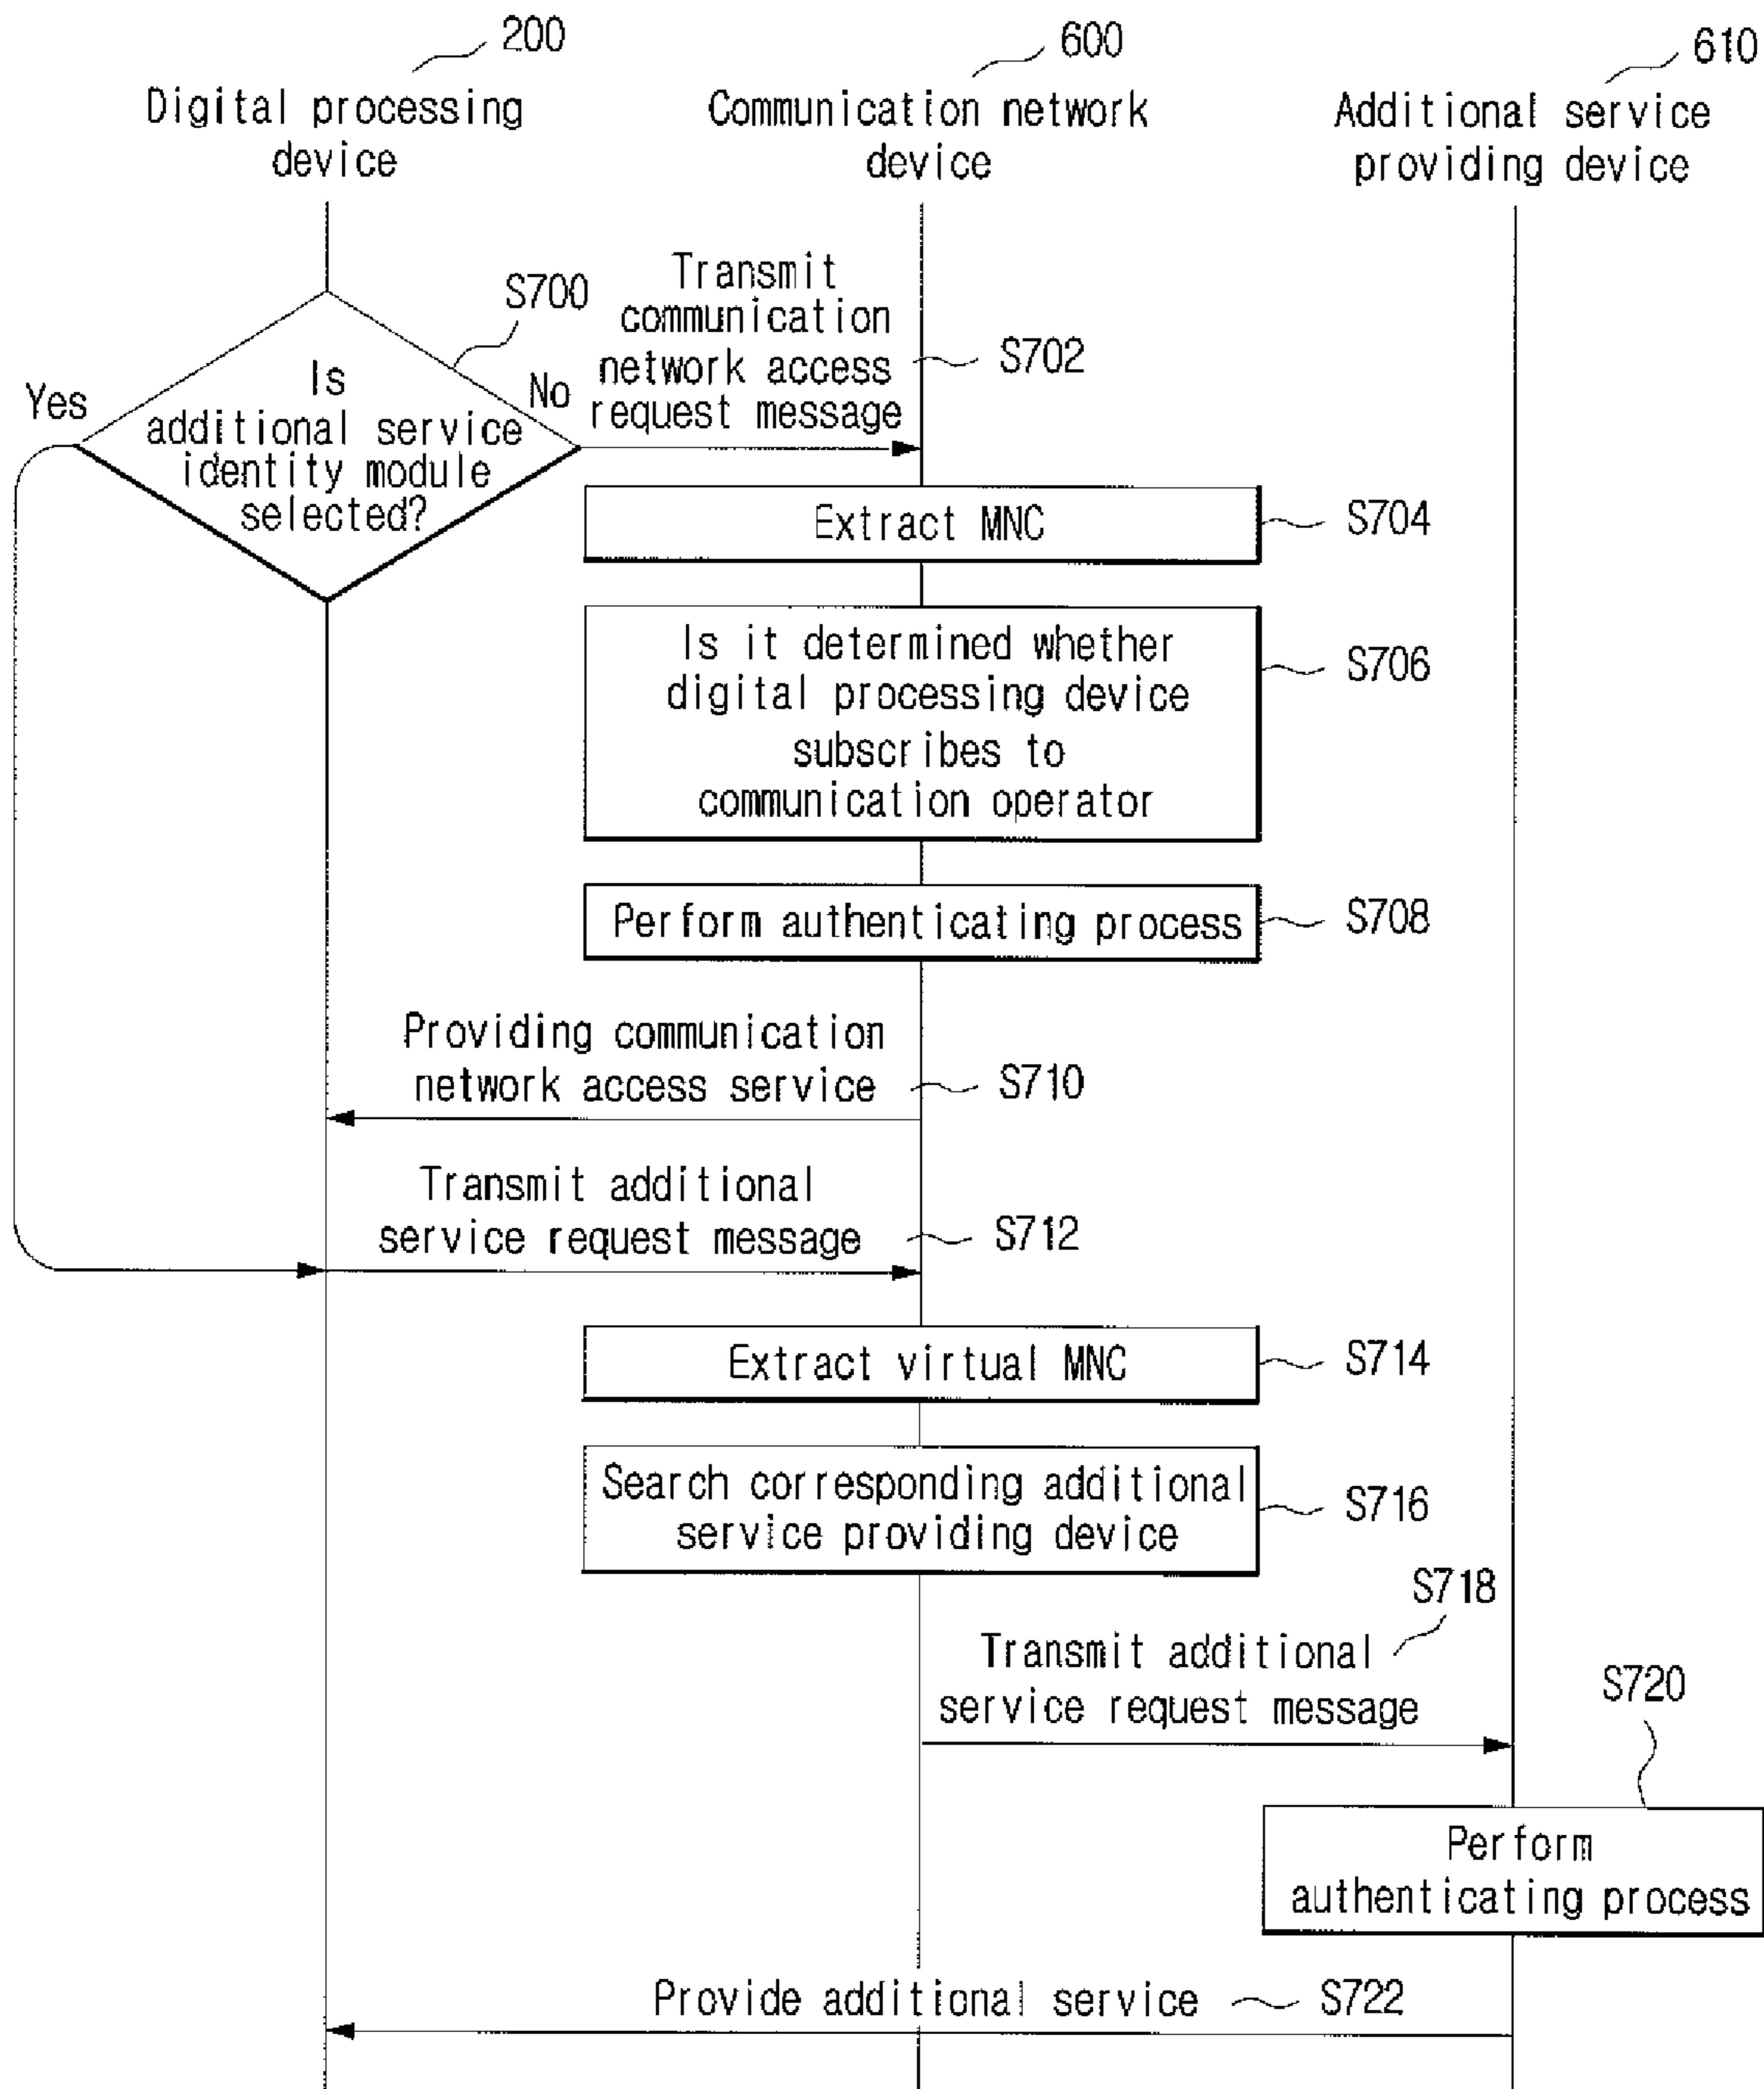 200
600
610
Digital processing
device
Communication network
device
Additional service
providing device
S700
Transmit
communication
network access
request message
S702
Yes
No
Is
additional service
identity module
selected?
Extract MNC
S704
Is it determined whether
digital processing device
subscribes to
communication operator
S706
Perform authenticating process
S708
Providing communication
network access service
S710
Transmit additional
service request message
S712
Extract virtual MNC
S714
Search corresponding additional
service providing device
S716
S718
Transmit additional
service request message
S720
Perform
authenticating process
Provide additional service
S722